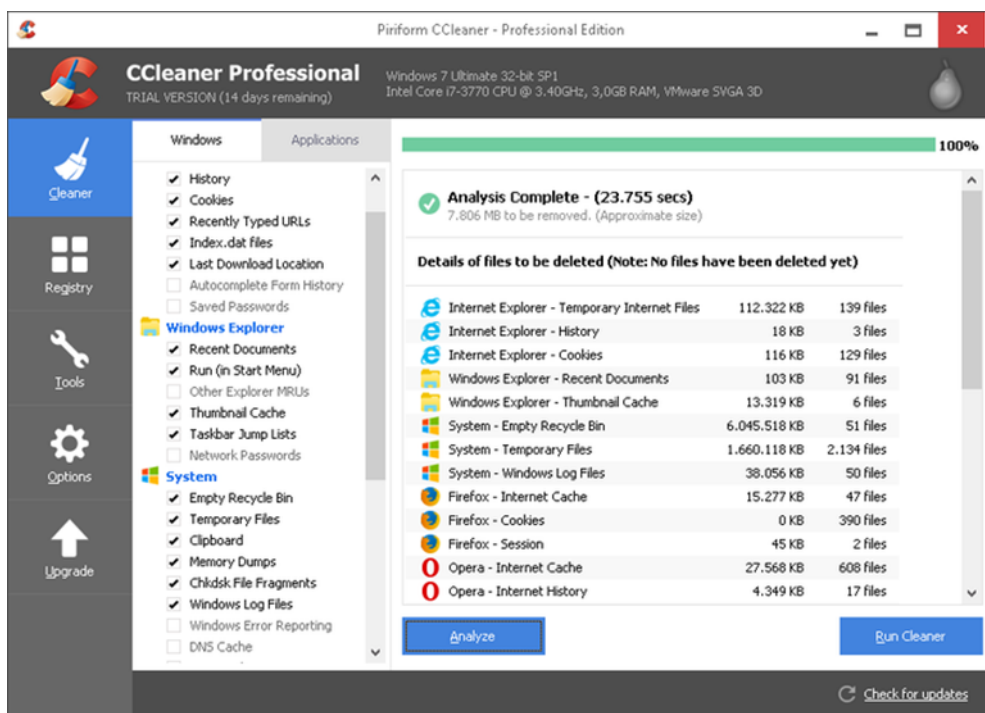 Piriform CCleaner - Professional Edition
CCleaner Professional
TRIAL VERSION (14 days remaining)
Windows 7 Ultimate 32-bit SP1
Intel Core i7-3770 CPU @ 3.40GHz, 3,0GB RAM, VMware SVGA 3D
Cleaner
Registry
Tools
Options
Upgrade
Windows Applications
History
Cookies
Recently Typed URLs
Index.dat files
Last Download Location
Autocomplete Form History
Saved Passwords
Windows Explorer
Recent Documents
Run (in Start Menu)
Other Explorer MRUs
Thumbnail Cache
Taskbar Jump Lists
Network Passwords
System
Empty Recycle Bin
Temporary Files
Clipboard
Memory Dumps
Chkdsk File Fragments
Windows Log Files
Windows Error Reporting
DNS Cache
100%
Analysis Complete - (23.755 secs)
7.806 MB to be removed. (Approximate size)
Details of files to be deleted (Note: No files have been deleted yet)
Internet Explorer - Temporary Internet Files 112.322 KB 139 files
Internet Explorer - History 18 KB 3 files
Internet Explorer - Cookies 116 KB 129 files
Windows Explorer - Recent Documents 103 KB 91 files
Windows Explorer - Thumbnail Cache 13.319 KB 6 files
System - Empty Recycle Bin 6.045.518 KB 51 files
System - Temporary Files 1.660.118 KB 2.134 files
System - Windows Log Files 38.056 KB 50 files
Firefox - Internet Cache 15.277 KB 47 files
Firefox - Cookies 0 KB 390 files
Firefox - Session 45 KB 2 files
Opera - Internet Cache 27.568 KB 608 files
Opera - Internet History 4.349 KB 17 files
Analyze
Run Cleaner
Check for updates